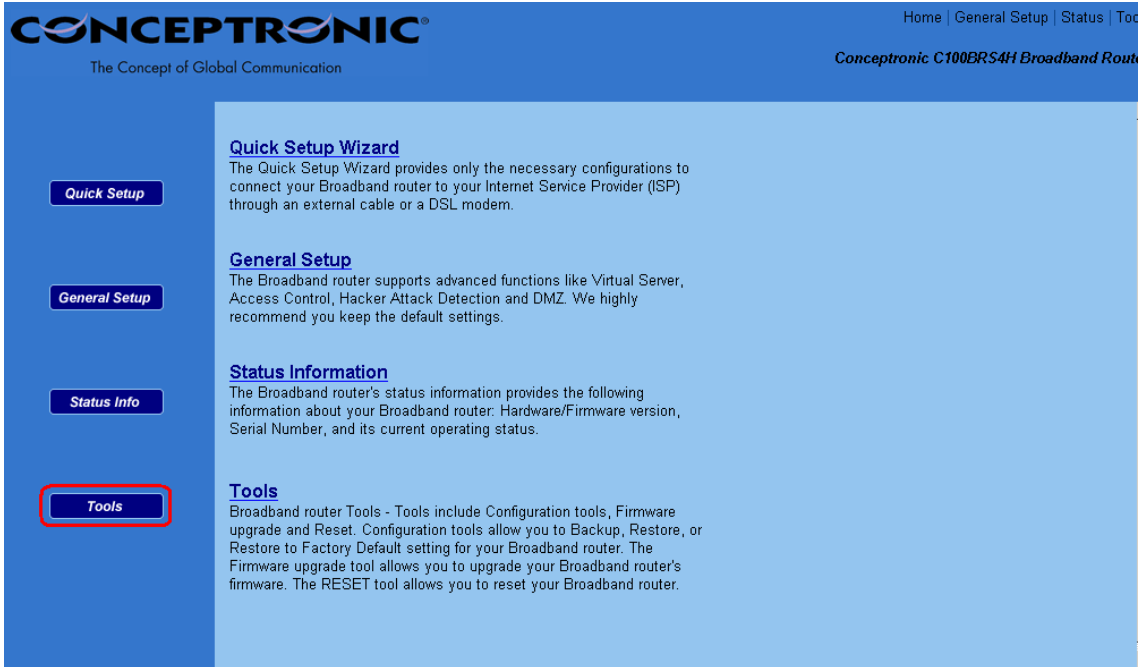 CONCEPTRONIC®
The Concept of Global Communication
Home | General Setup | Status |
Conceptronic C100BRS4H Broadband
Quick Setup
General Setup
Status Info
Tools
Quick Setup Wizard
The Quick Setup Wizard provides only the necessary configurations to
connect your Broadband router to your Internet Service Provider (ISP)
through an external cable or a DSL modem.
General Setup
The Broadband router supports advanced functions like Virtual Server,
Access Control, Hacker Attack Detection and DMZ. We highly
recommend you keep the default settings.
Status Information
The Broadband router's status information provides the following
information about your Broadband router: Hardware/Firmware version,
Serial Number, and its current operating status.
Tools
Broadband router Tools - Tools include Configuration tools, Firmware
upgrade and Reset. Configuration tools allow you to Backup, Restore, or
Restore to Factory Default setting for your Broadband router. The
Firmware upgrade tool allows you to upgrade your Broadband router's
firmware. The RESET tool allows you to reset your Broadband router.